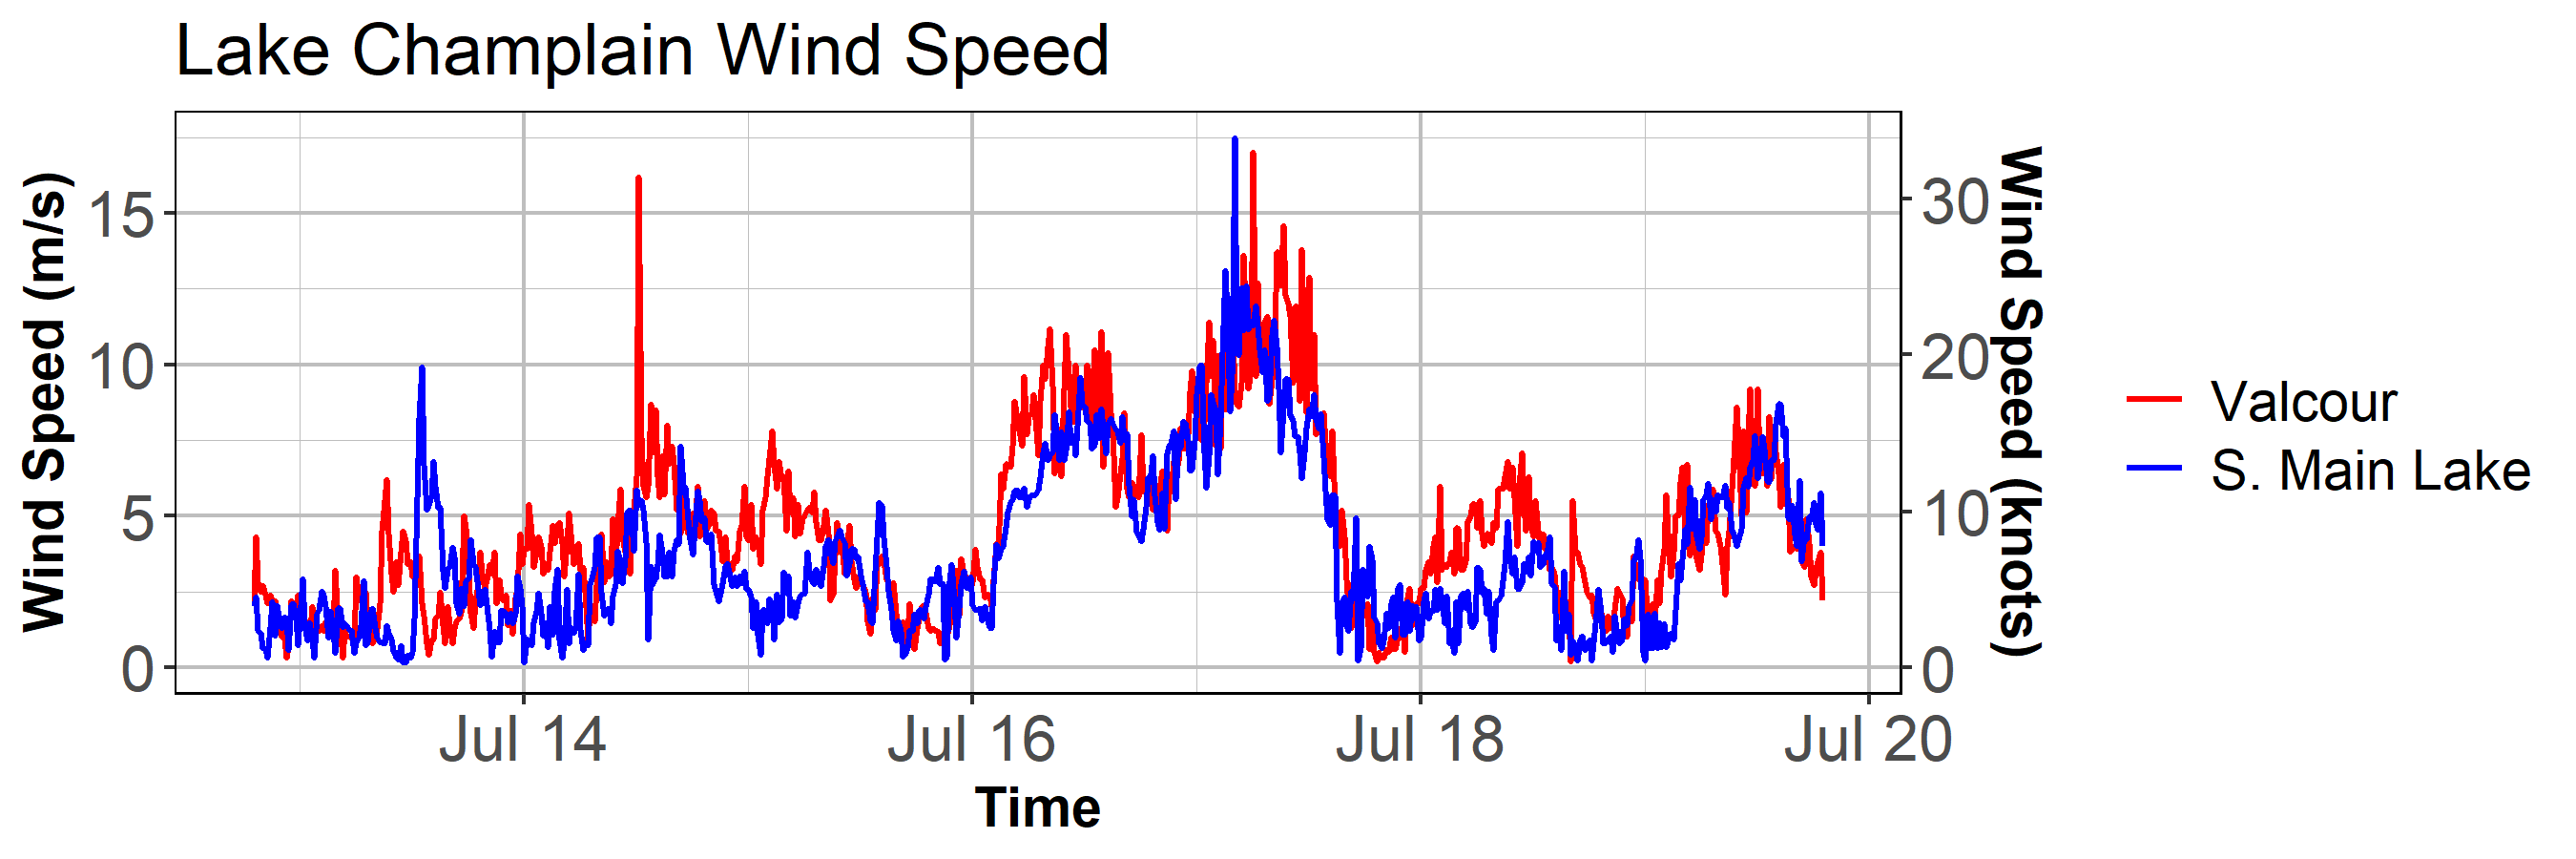 Lake Champlain Wind Speed
Wind Speed (m/s)
15
10
5
0
30
20
10
0
Wind Speed (knots)
Jul 14
Jul 16
Jul 18
Jul 20
Time
Valcour
S. Main Lake